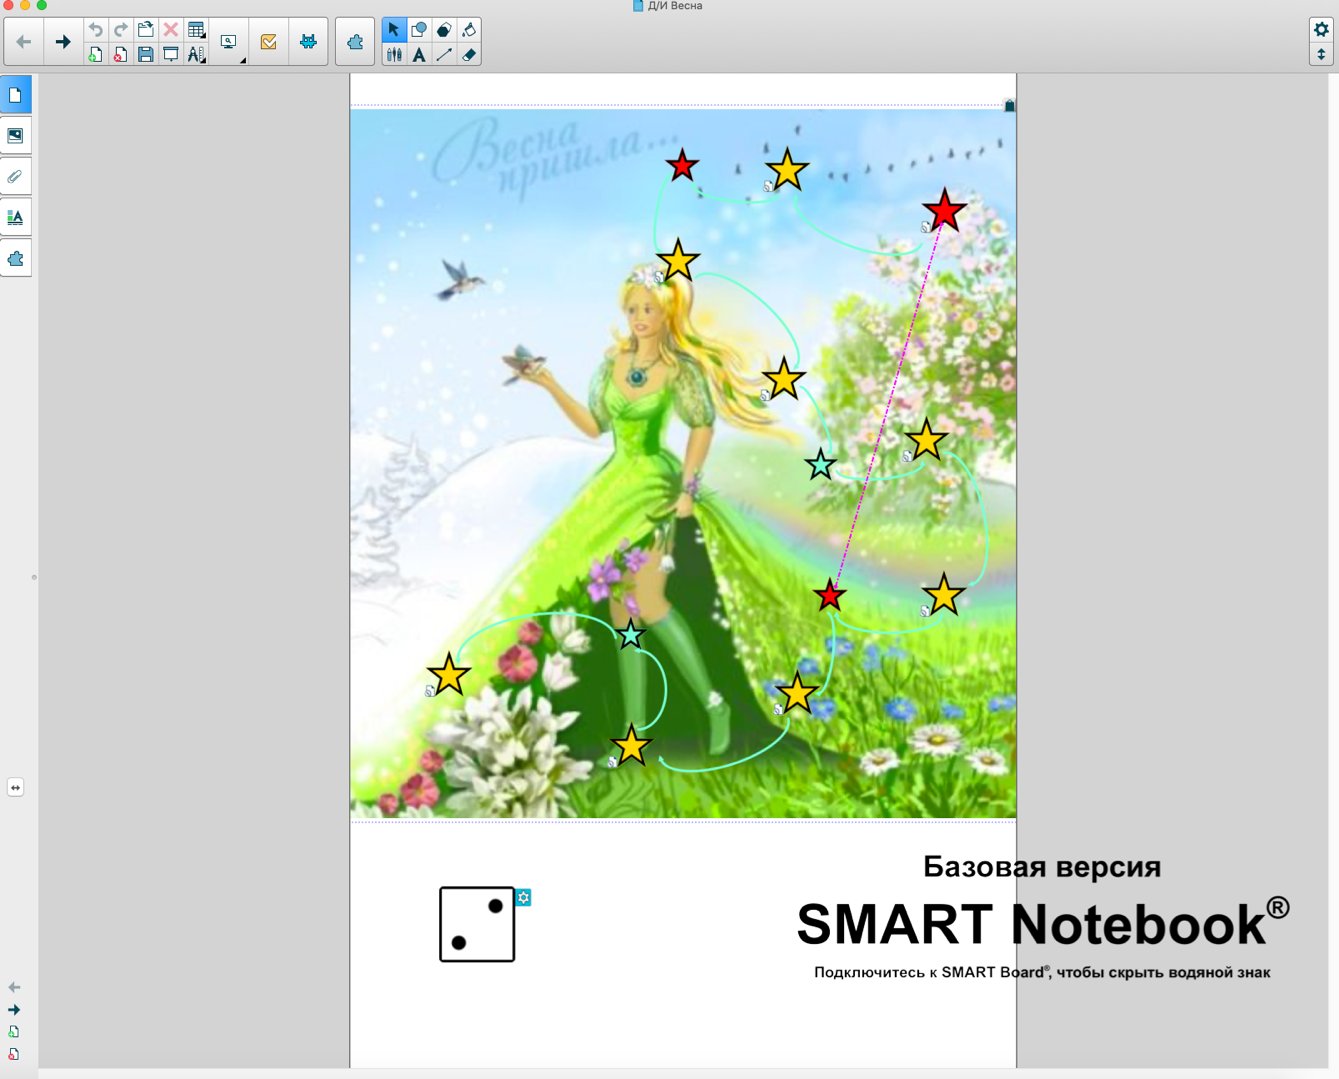 Д/И Весна
Весна
пришла...
Базовая версия
SMART Notebook®
Подключитесь к SMART Board®, чтобы скрыть водяной знак